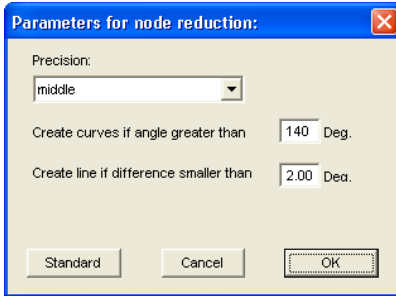 Parameters for node reduction:
Precision:
middle
Create curves if angle greater than 140 Deg.
Create line if difference smaller than 2.00 Deg.
Standard Cancel OK